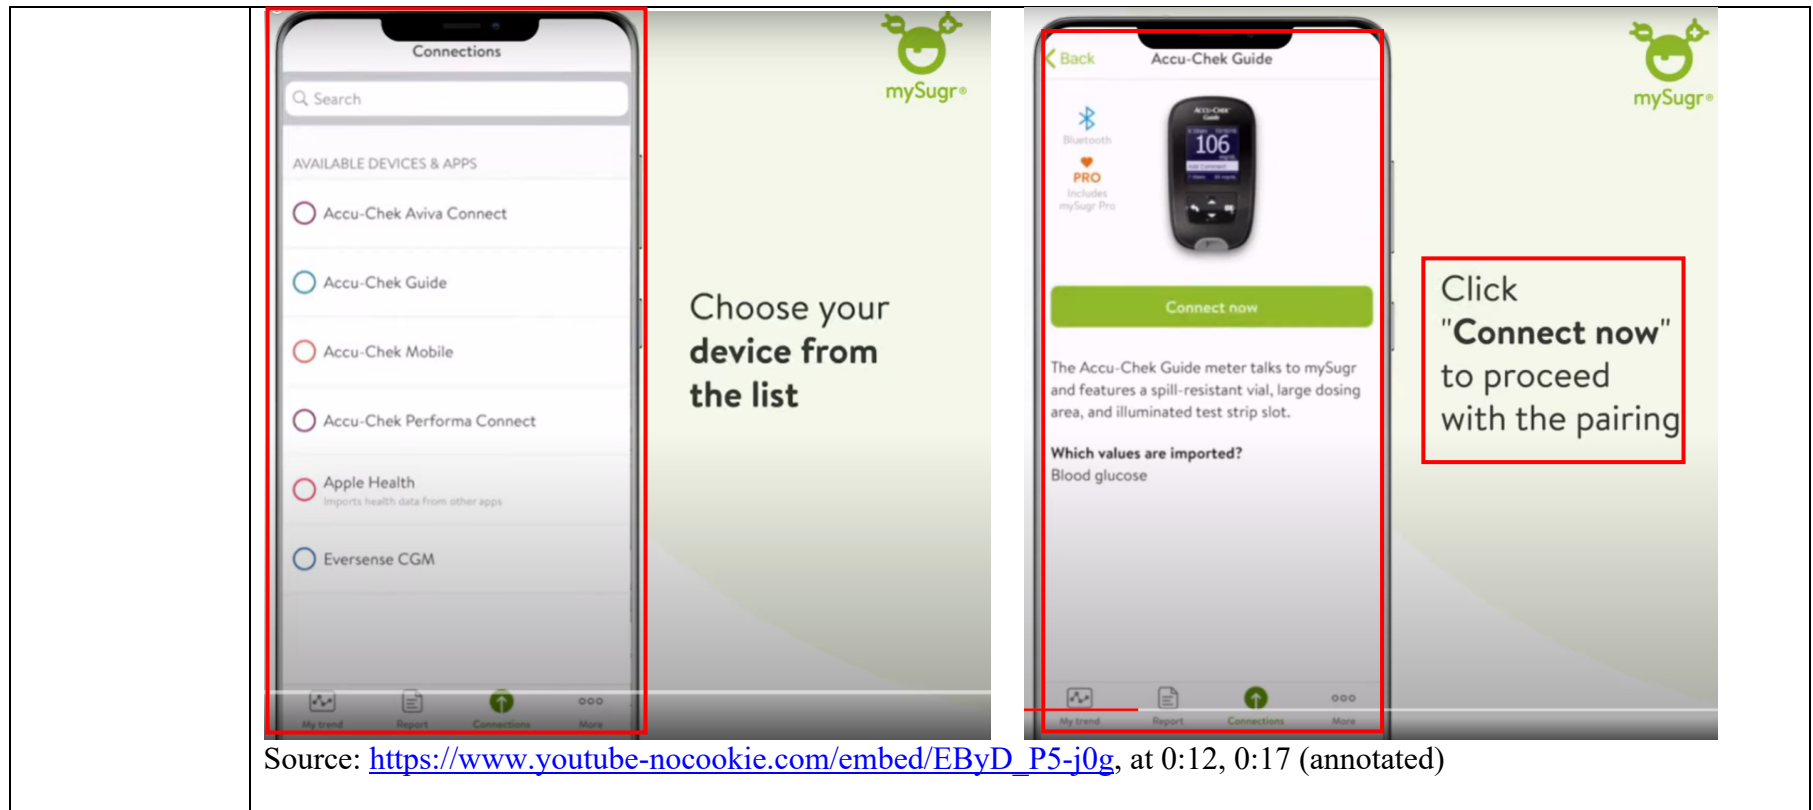 Connections
Search
AVAILABLE DEVICES & APPS
Accu-Chek Aviva Connect
Accu-Chek Guide
Accu-Chek Mobile
Accu-Chek Performa Connect
Apple Health
Imports health data from other apps
Eversense CGM
My trend Report Connections More
mySugr®
Choose your
device from
the list
Back Accu-Chek Guide
Bluetooth
PRO
Includes
mySugr Pro
ACCU-CHEK
Guide
106
Connect now
The Accu-Chek Guide meter talks to mySugr
and features a spill-resistant vial, large dosing
area, and illuminated test strip slot.
Which values are imported?
Blood glucose
My trend Report Connections More
mySugr®
Click
"Connect now"
to proceed
with the pairing
Source: https://www.youtube-nocookie.com/embed/EByD_P5-j0g, at 0:12, 0:17 (annotated)